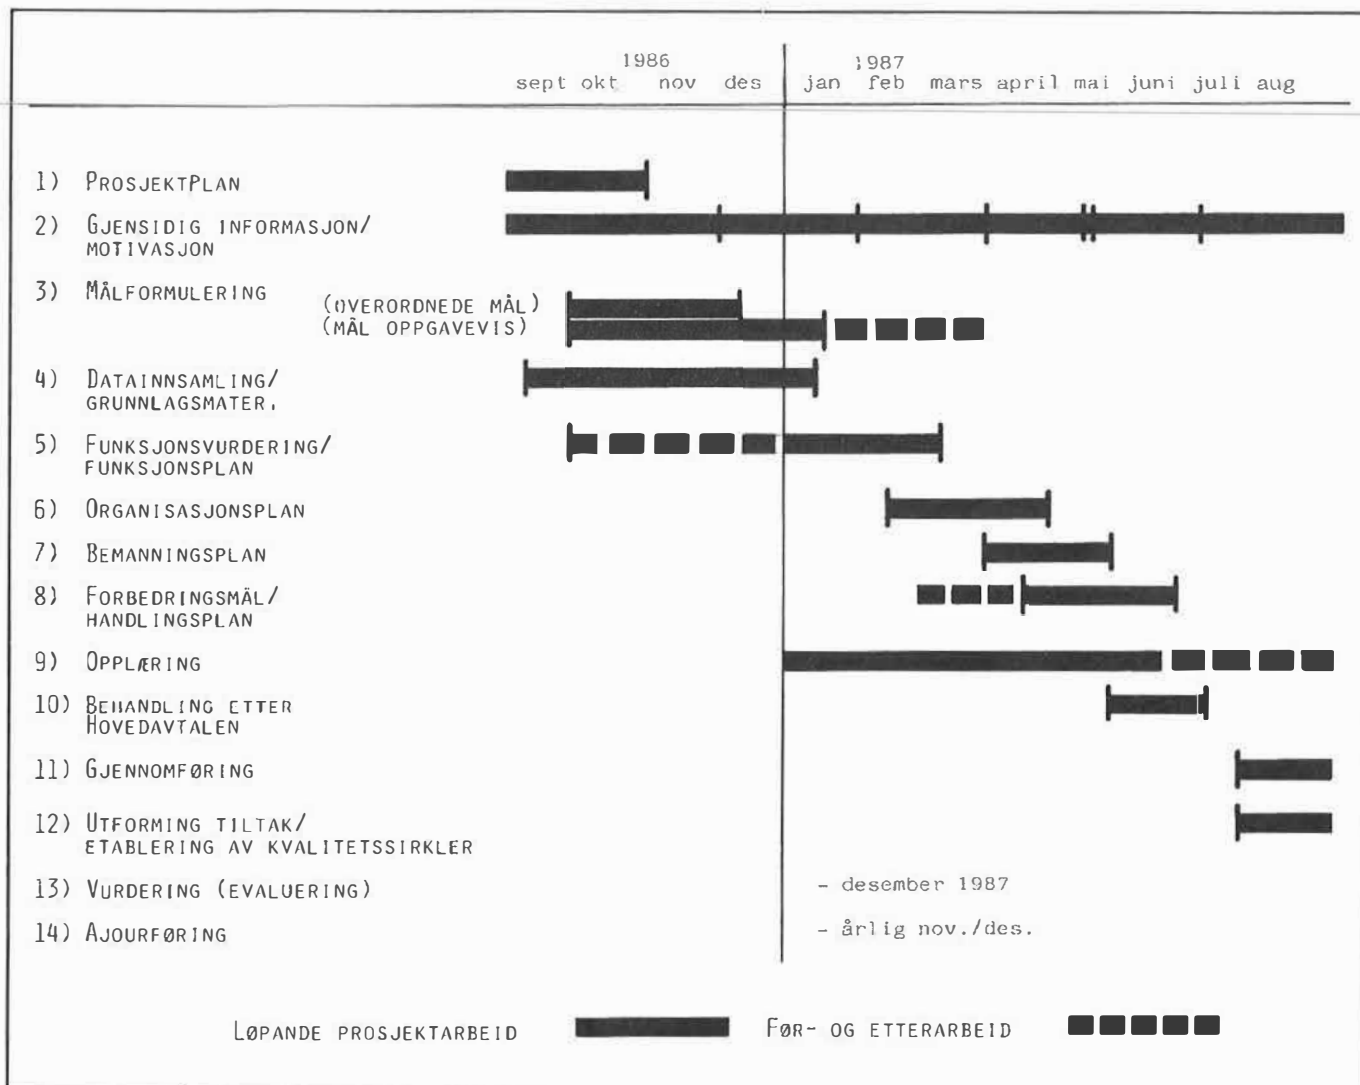 1986 1987
sept okt nov des jan feb mars april mai juni juli aug
1) PROSJEKTPLAN
2) GJENSIDIG INFORMASJON/
MOTIVASJON
3) MÅLFORMULERING
(OVERORDNEDE MÅL)
(MÅL OPPGAVEVIS)
4) DATAINNSAMLING/
GRUNNLAGSMATER.
5) FUNKSJONSVURDERING/
FUNKSJONSPLAN
6) ORGANISASJONSPLAN
7) BEMANNINGSPLAN
8) FORBEDRINGSMÅL/
HANDLINGSPLAN
9) OPPLÆRING
10) BEHANDLING ETTER
HOVEDAVTALEN
11) GJENNOMFØRING
12) UTFORMING TILTAK/
ETABLERING AV KVALITETSSIRKLER
13) VURDERING (EVALUERING) - desember 1987
14) AJOURFØRING - årlig nov./des.
LØPANDE PROSJEKTARBEID FØR- OG ETTERARBEID